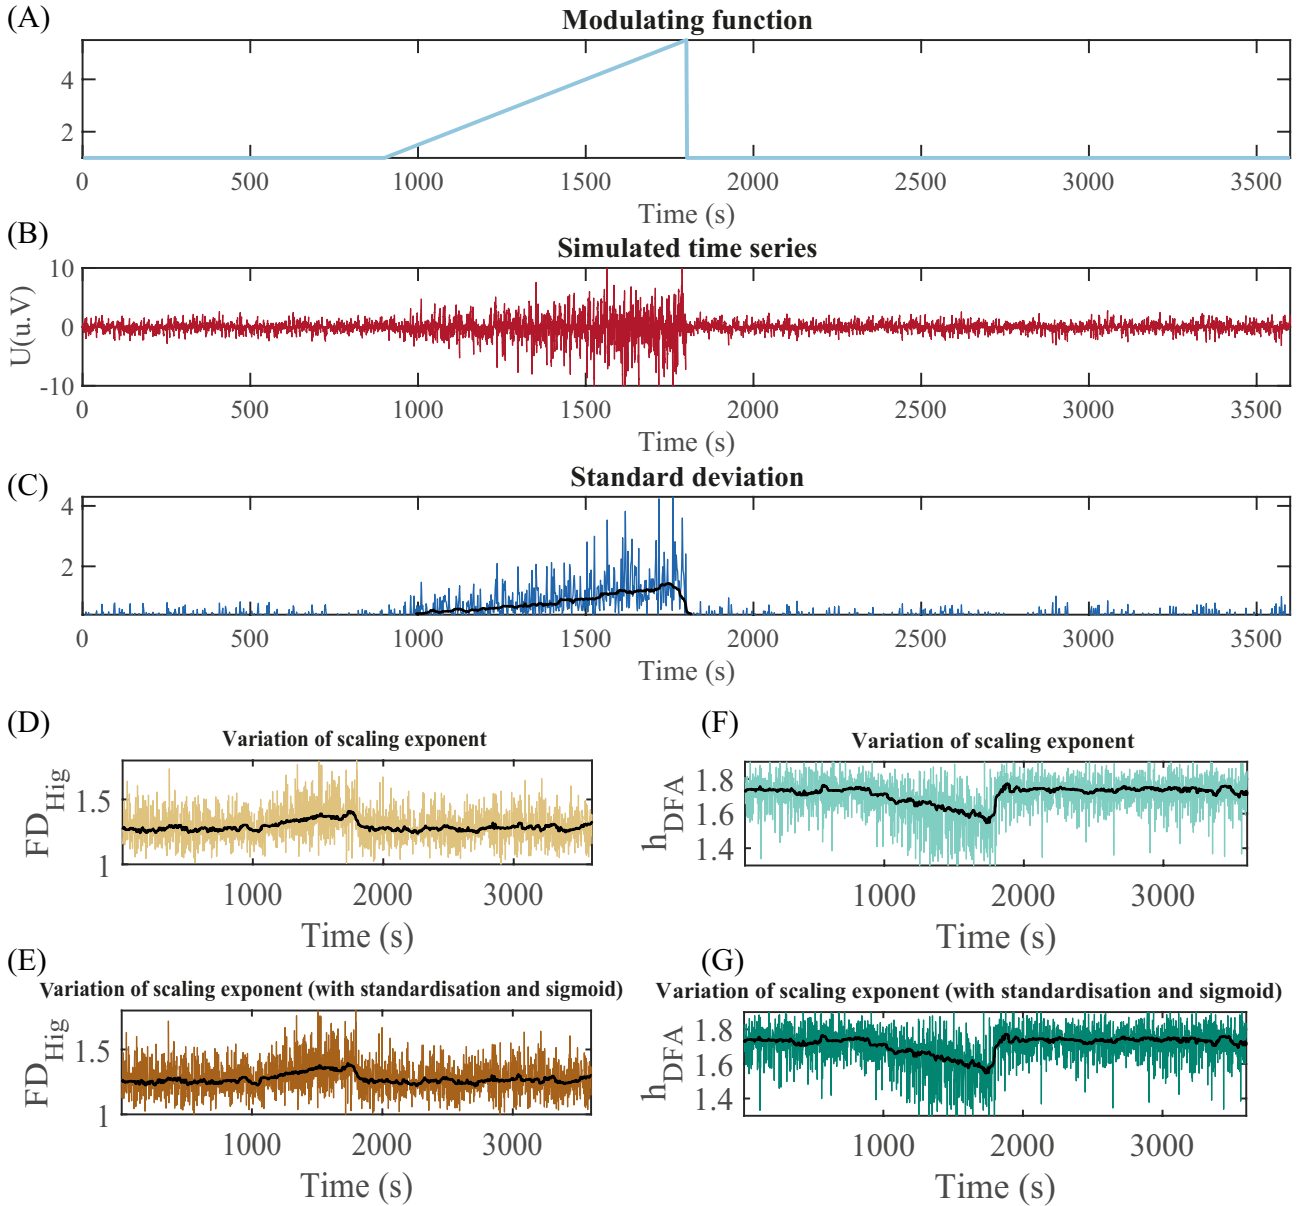 (A)
Modulating function
4
2
0 500 1000 1500 2000 2500 3000 3500
Time (s)
(B)
Simulated time series
U(u.V)
10
0
-10
0 500 1000 1500 2000 2500 3000 3500
Time (s)
(C)
Standard deviation
4
2
0 500 1000 1500 2000 2500 3000 3500
Time (s)
(D)
Variation of scaling exponent
FD_Hig
1.5
1
1000 2000 3000
Time (s)
(F)
Variation of scaling exponent
h_DFA
1.8
1.6
1.4
1000 2000 3000
Time (s)
(E)
Variation of scaling exponent (with standardisation and sigmoid)
FD_Hig
1.5
1
1000 2000 3000
Time (s)
(G)
Variation of scaling exponent (with standardisation and sigmoid)
h_DFA
1.8
1.6
1.4
1000 2000 3000
Time (s)